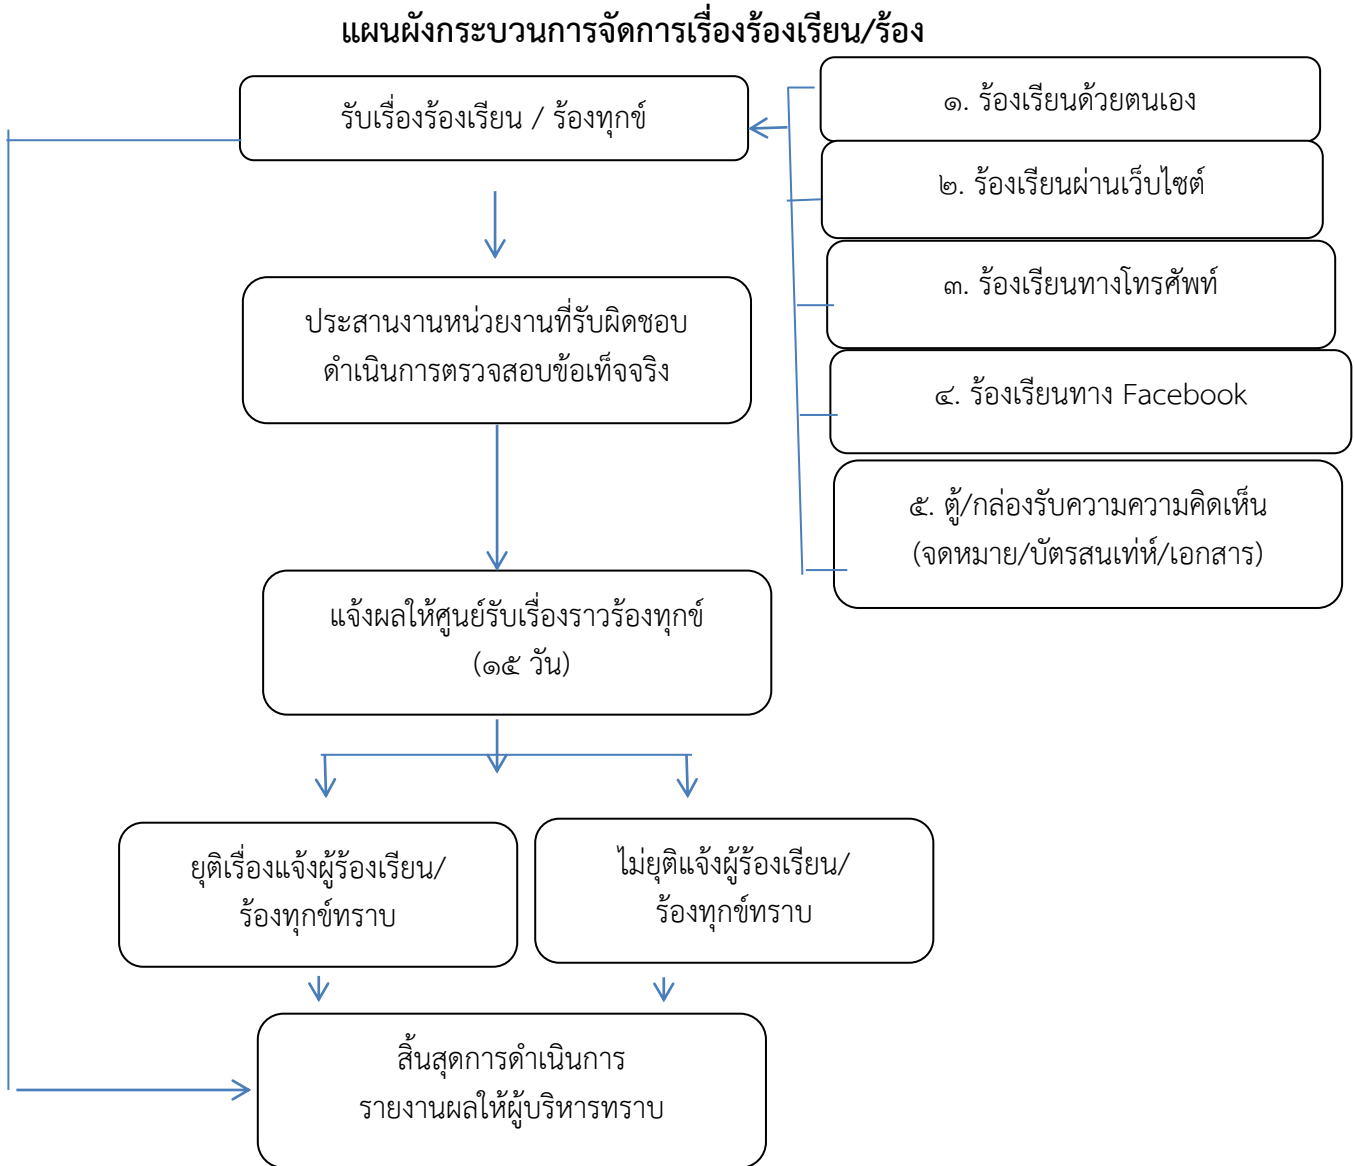 แผนผังกระบวนการจัดการเรื่องร้องเรียน/ร้อง
รับเรื่องร้องเรียน / ร้องทุกข์
๑. ร้องเรียนด้วยตนเอง
๒. ร้องเรียนผ่านเว็บไซต์
๓. ร้องเรียนทางโทรศัพท์
๔. ร้องเรียนทาง Facebook
๕. ตู้/กล่องรับความความคิดเห็น
(จดหมาย/บัตรสนเท่ห์/เอกสาร)
ประสานงานหน่วยงานที่รับผิดชอบ
ดำเนินการตรวจสอบข้อเท็จจริง
แจ้งผลให้ศูนย์รับเรื่องราวร้องทุกข์
(๑๕ วัน)
ยุติเรื่องแจ้งผู้ร้องเรียน/
ร้องทุกข์ทราบ
ไม่ยุติแจ้งผู้ร้องเรียน/
ร้องทุกข์ทราบ
สิ้นสุดการดำเนินการ
รายงานผลให้ผู้บริหารทราบ